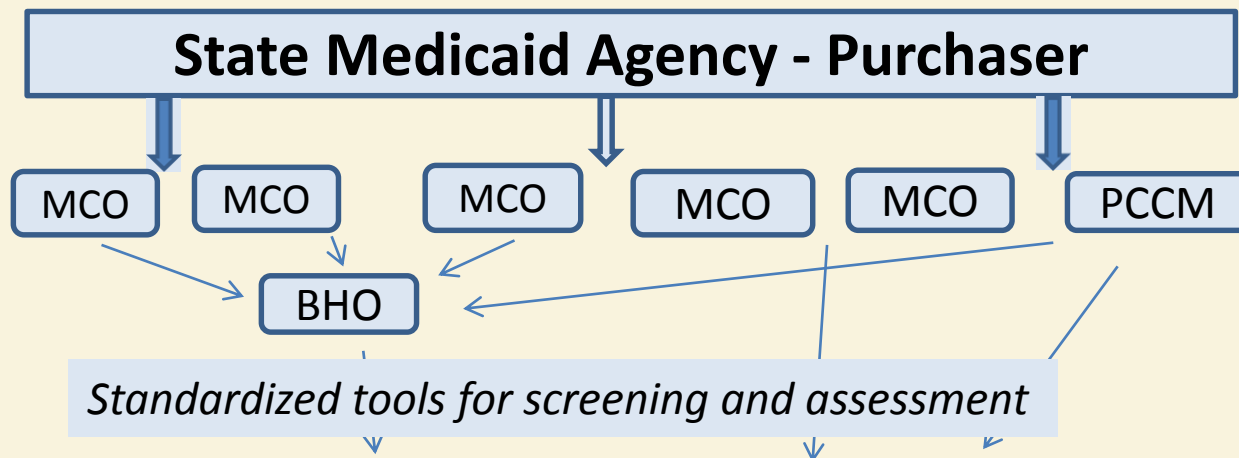 State Medicaid Agency - Purchaser
MCO
MCO
MCO
MCO
MCO
PCCM
BHO
Standardized tools for screening and assessment